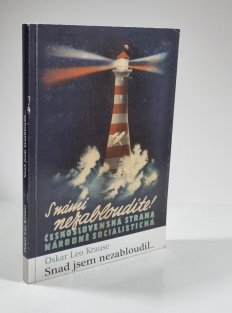 S námi
nezabloudíte!
ČESKOSLOVENSKÁ STRANA
NÁRODNĚ SOCIALISTICKÁ
Oskar Leo Krause
Snad jsem nezabloudil...